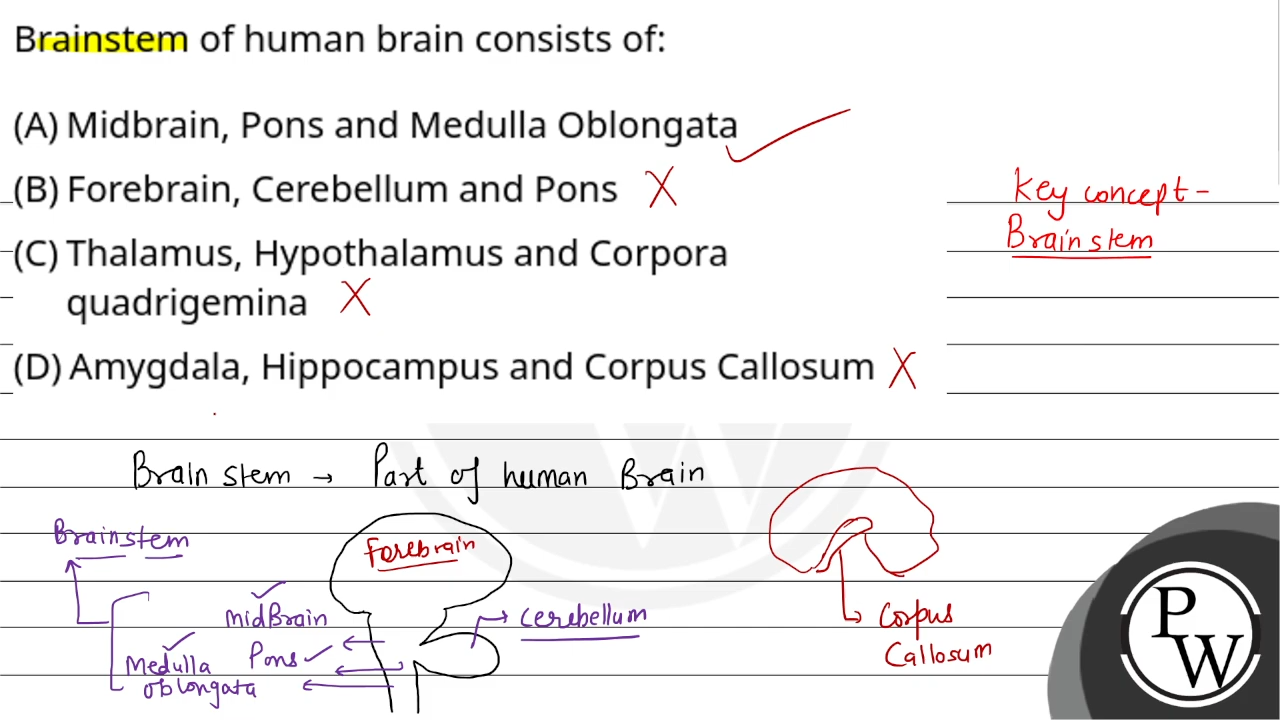 Brainstem of human brain consists of:
(A) Midbrain, Pons and Medulla Oblongata
(B) Forebrain, Cerebellum and Pons
(C) Thalamus, Hypothalamus and Corpora
quadrigemina
(D) Amygdala, Hippocampus and Corpus Callosum
Key concept -
Brainstem
Brain stem → Part of human Brain
Brainstem
Forebrain
midBrain
Pons
Medulla
oblongata
Cerebellum
Corpus
Callosum
P
W